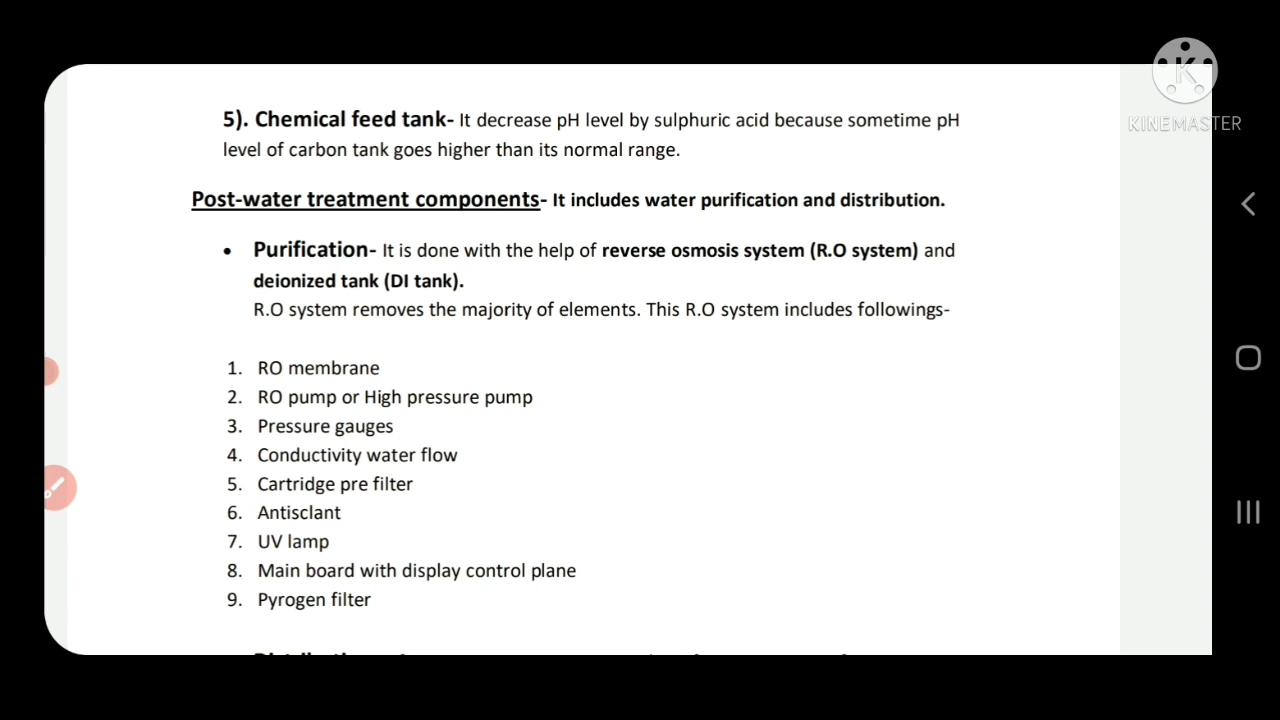 5). Chemical feed tank- It decrease pH level by sulphuric acid because sometime pH
level of carbon tank goes higher than its normal range.
Post-water treatment components- It includes water purification and distribution.
• Purification- It is done with the help of reverse osmosis system (R.O system) and
deionized tank (DI tank).
R.O system removes the majority of elements. This R.O system includes followings-
1. RO membrane
2. RO pump or High pressure pump
3. Pressure gauges
4. Conductivity water flow
5. Cartridge pre filter
6. Antisclant
7. UV lamp
8. Main board with display control plane
9. Pyrogen filter
K
KINEMASTER